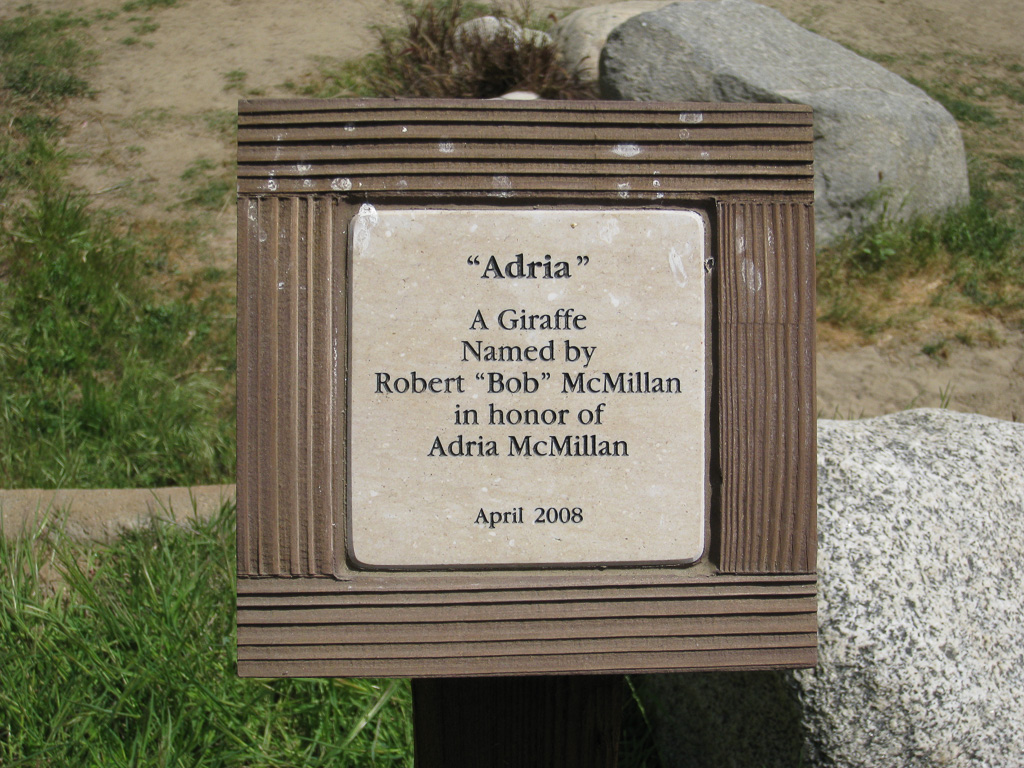 “Adria”
A Giraffe
Named by
Robert “Bob” McMillan
in honor of
Adria McMillan
April 2008